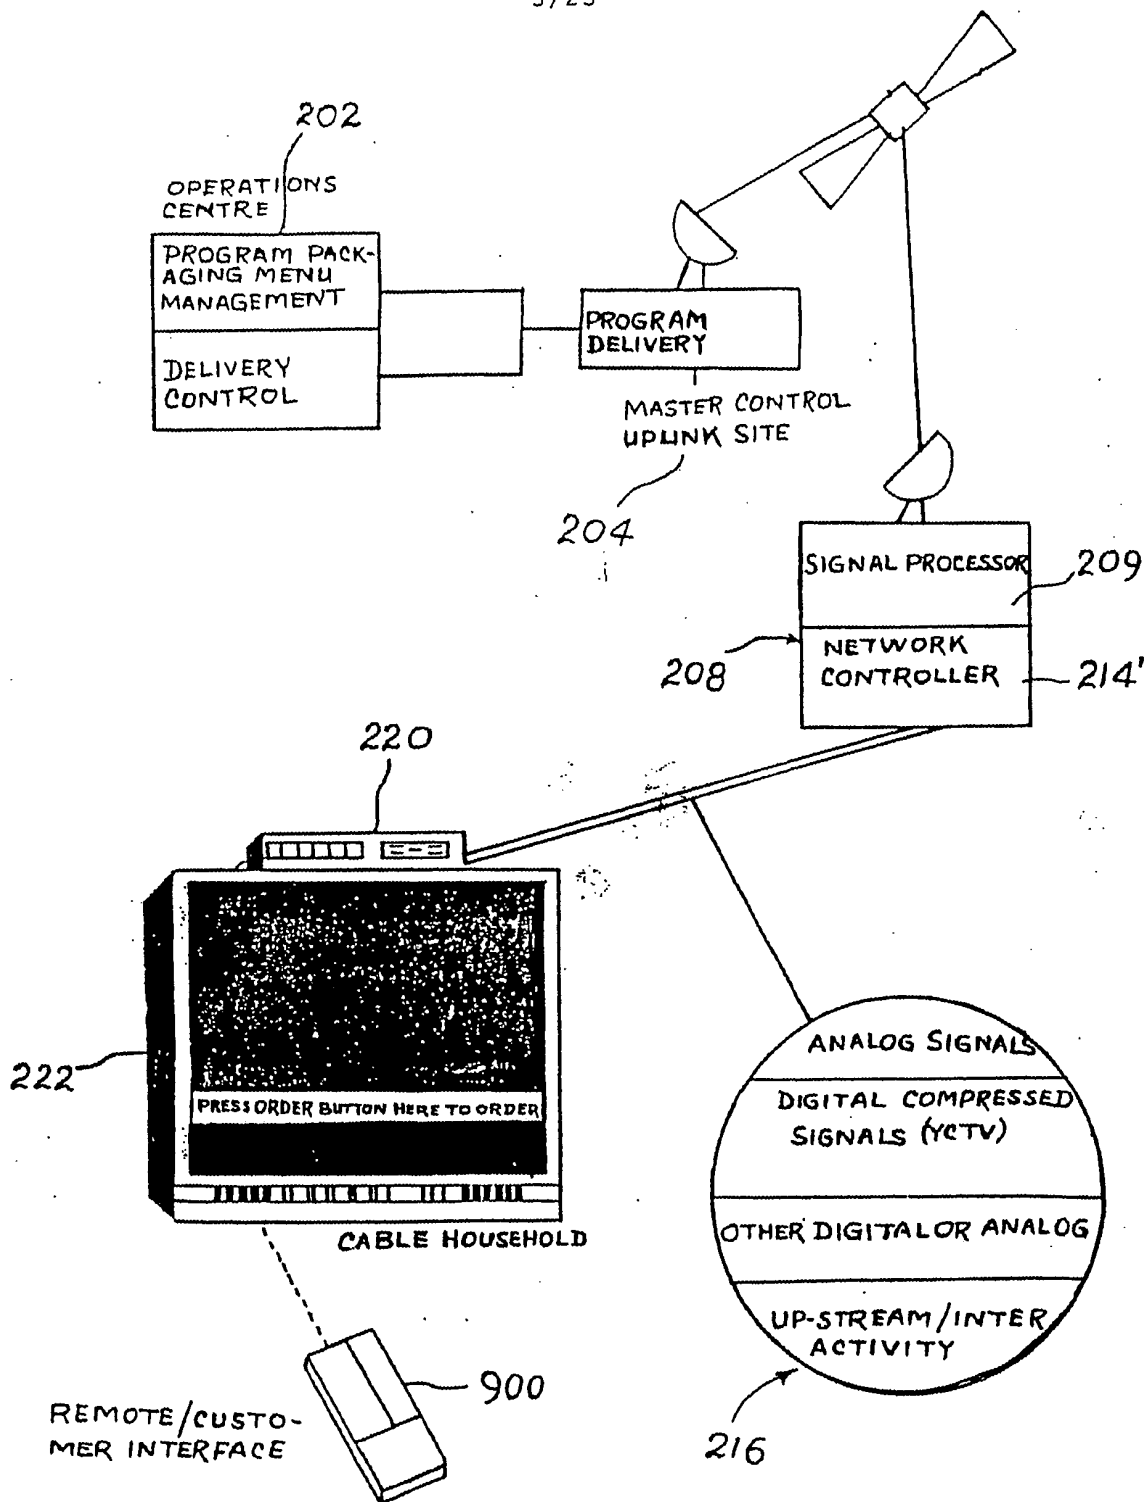 202
OPERATIONS
CENTRE
PROGRAM PACK-
AGING MENU
MANAGEMENT
DELIVERY
CONTROL
PROGRAM
DELIVERY
MASTER CONTROL
UPLINK SITE
204
SIGNAL PROCESSOR
209
NETWORK
CONTROLLER
208
214'
220
222
PRESS ORDER BUTTON HERE TO ORDER
CABLE HOUSEHOLD
ANALOG SIGNALS
DIGITAL COMPRESSED
SIGNALS (YCTV)
OTHER DIGITAL OR ANALOG
UP-STREAM/INTER
ACTIVITY
216
900
REMOTE/CUSTO-
MER INTERFACE